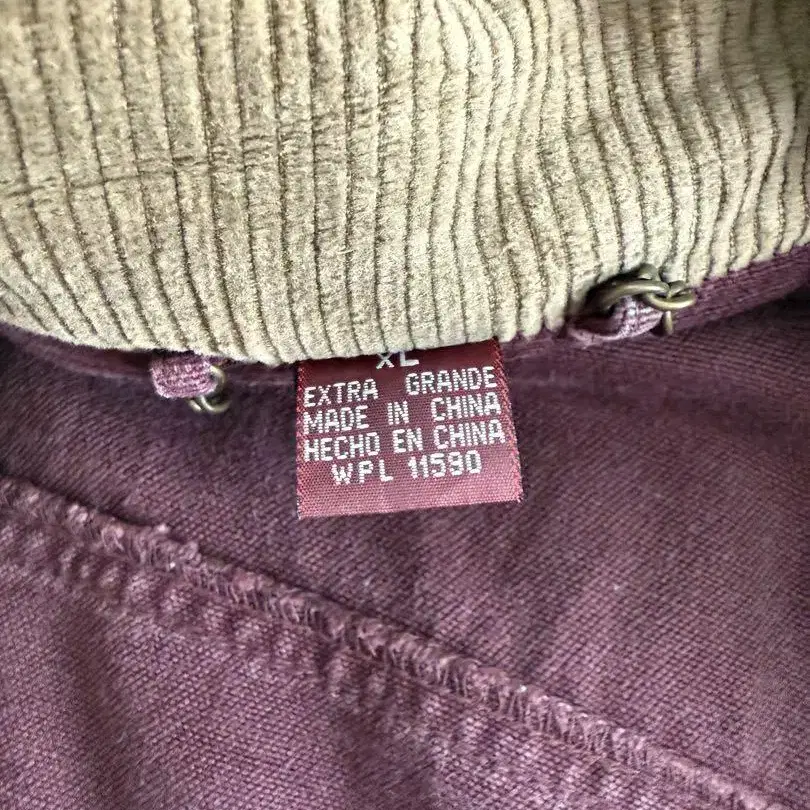 XL
EXTRA GRANDE
MADE IN CHINA
HECHO EN CHINA
WPL 11590